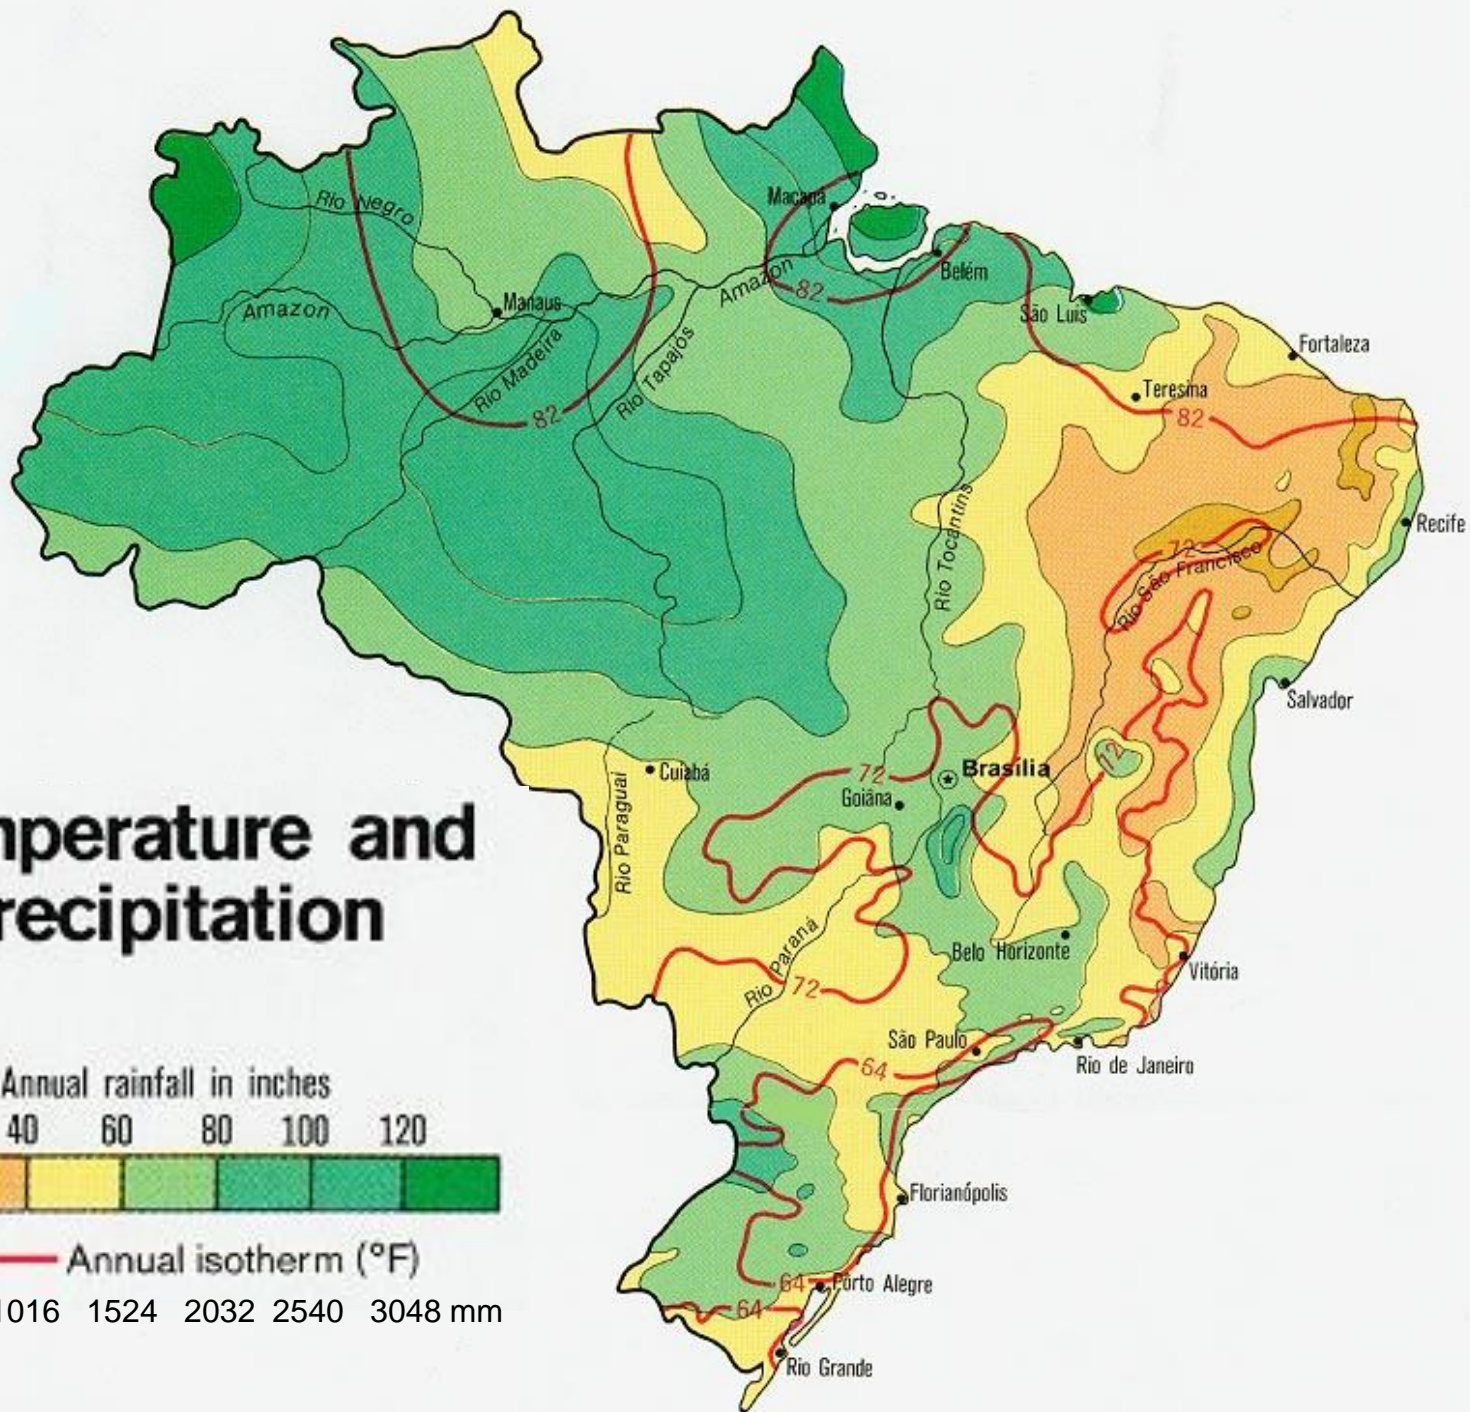 Macapá
Rio Negro
Belém
Amazon
82
Amazon
Manaus
São Luis
Fortaleza
Rio Madeira
Rio Tapajós
Teresina
82
82
Rio Tocantins
Recife
72
Rio São Francisco
Salvador
72
Brasília
72
Cuiabá
Goiâna
mperature and
recipitation
Rio Paraguai
Belo Horizonte
Rio Paraná
72
Vitória
São Paulo
Rio de Janeiro
64
Annual rainfall in inches
40 60 80 100 120
Florianópolis
Annual isotherm (°F)
64
Pôrto Alegre
1016 1524 2032 2540 3048 mm
64
Rio Grande